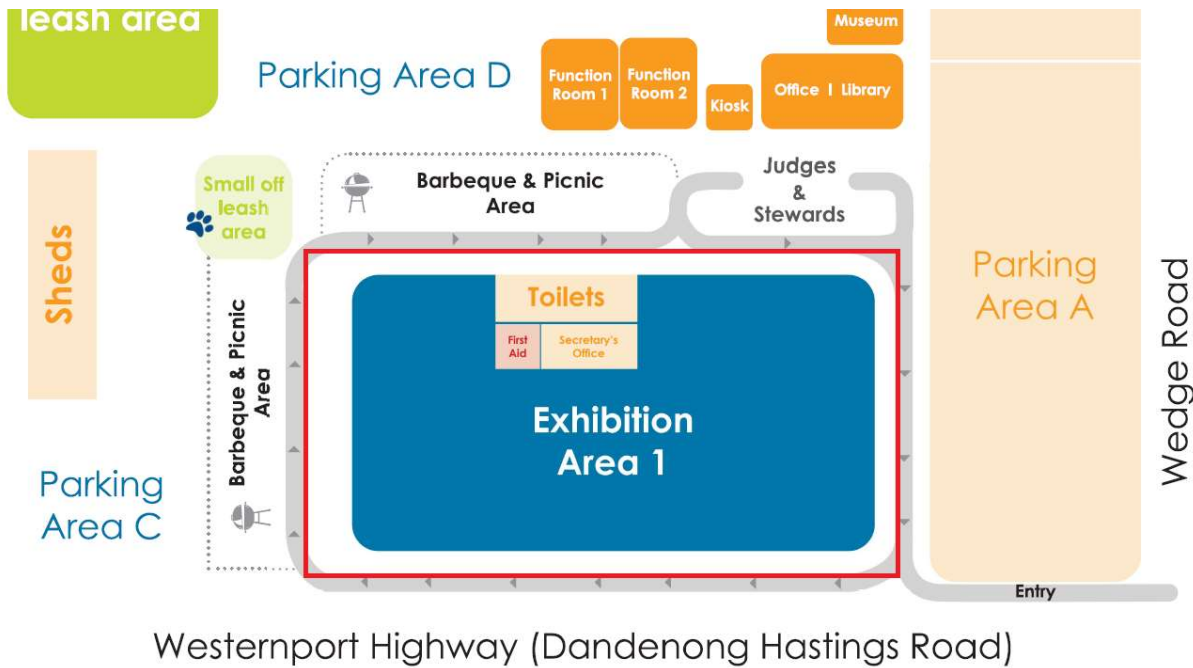 leash area
Museum
Parking Area D
Function
Room 1
Function
Room 2
Kiosk
Office I Library
Small off
leash
area
Barbeque & Picnic
Area
Judges
&
Stewards
Sheds
Parking
Area A
Toilets
First
Aid
Secretary's
Office
Barbeque & Picnic
Area
Exhibition
Area 1
Wedge Road
Parking
Area C
Entry
Westernport Highway (Dandenong Hastings Road)